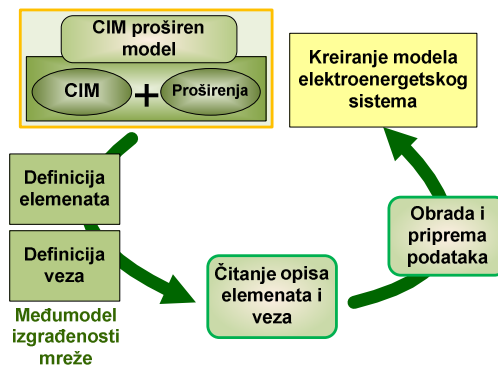 CIM proširen
model
CIM
+
Proširenja
Kreiranje modela
elektroenergetskog
sistema
Definicija
elemenata
Definicija
veza
Međumodel
izgrađenosti
mreže
Čitanje opisa
elemenata i
veza
Obrada i
priprema
podataka